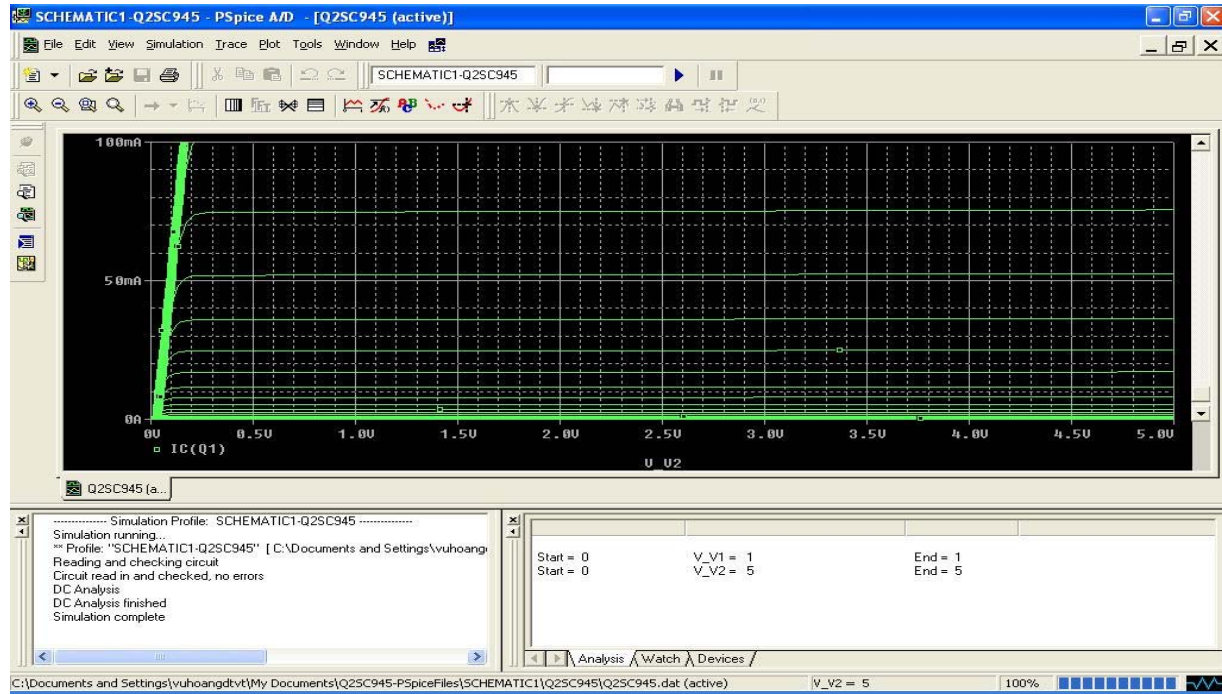 SCHEMATIC1-Q2SC945 - PSpice A/D - [Q2SC945 (active)]
File Edit View Simulation Trace Plot Tools Window Help
SCHEMATIC1-Q2SC945
100mA
50mA
0A
0V 0.5V 1.0V 1.5V 2.0V 2.5V 3.0V 3.5V 4.0V 4.5V 5.0V
IC(Q1)
V_V2
Q2SC945 (a...
-------------- Simulation Profile: SCHEMATIC1-Q2SC945 --------------
Simulation running...
** Profile: "SCHEMATIC1-Q2SC945" [ C:\Documents and Settings\vuhoang
Reading and checking circuit
Circuit read in and checked, no errors
DC Analysis
DC Analysis finished
Simulation complete
Start = 0 V_V1 = 1 End = 1
Start = 0 V_V2 = 5 End = 5
Analysis Watch Devices
C:\Documents and Settings\vuhoangdtvt\My Documents\Q2SC945-PSpiceFiles\SCHEMATIC1\Q2SC945\Q2SC945.dat (active) V_V2 = 5 100%